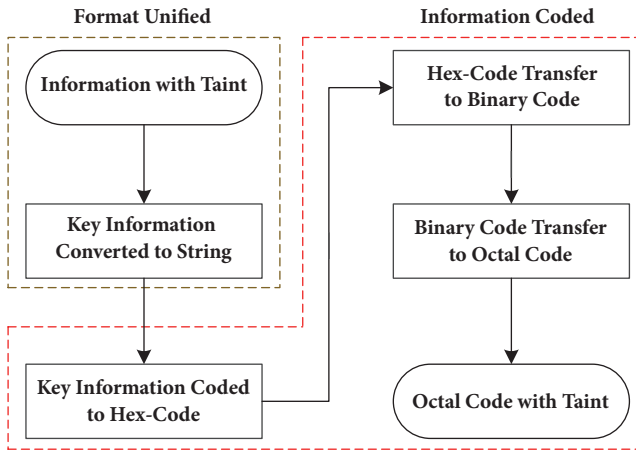 Format Unified
Information with Taint
Key Information
Converted to String
Key Information Coded
to Hex-Code
Information Coded
Hex-Code Transfer
to Binary Code
Binary Code Transfer
to Octal Code
Octal Code with Taint